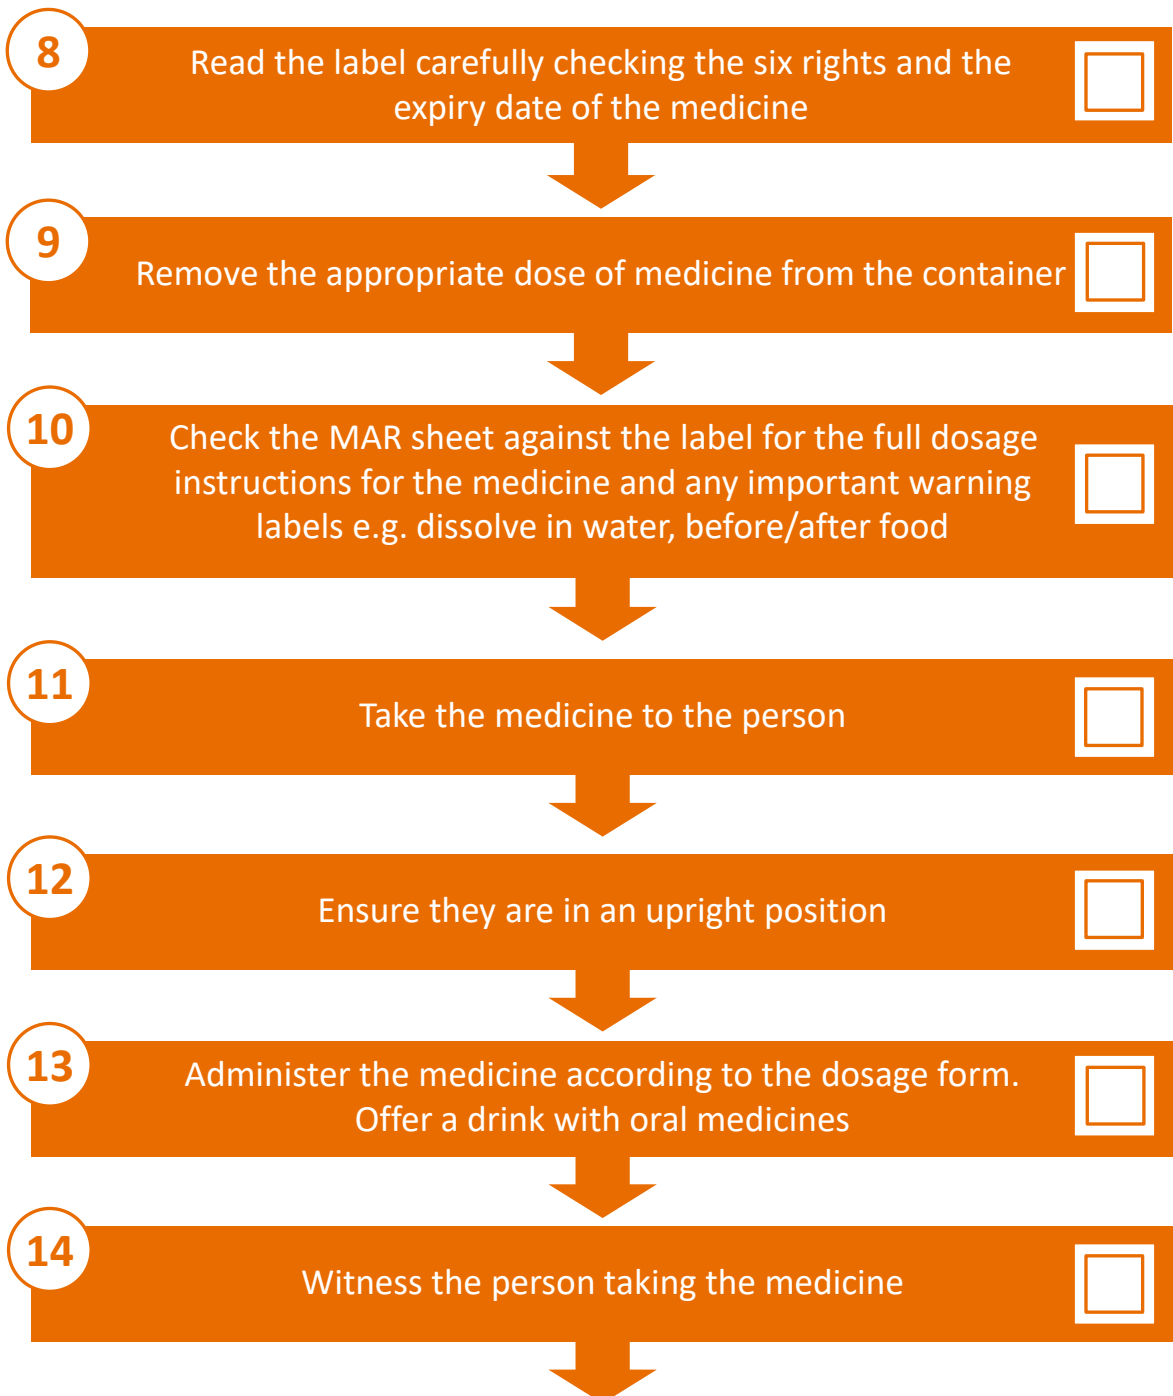 8
Read the label carefully checking the six rights and the
expiry date of the medicine
9
Remove the appropriate dose of medicine from the container
10
Check the MAR sheet against the label for the full dosage
instructions for the medicine and any important warning
labels e.g. dissolve in water, before/after food
11
Take the medicine to the person
12
Ensure they are in an upright position
13
Administer the medicine according to the dosage form.
Offer a drink with oral medicines
14
Witness the person taking the medicine